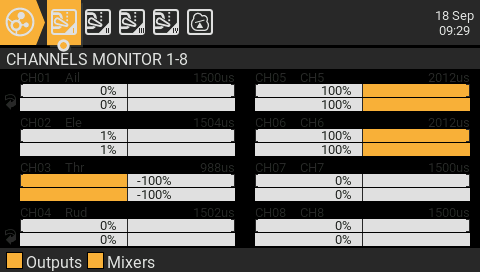 18 Sep
09:29
CHANNELS MONITOR 1-8
CH01 Ail 1500us
0%
0%
CH05 CH5 2012us
100%
100%
CH02 Ele 1504us
1%
1%
CH06 CH6 2012us
100%
100%
CH03 Thr 988us
-100%
-100%
CH07 CH7 1500us
0%
0%
CH04 Rud 1502us
0%
0%
CH08 CH8 1500us
0%
0%
Outputs Mixers